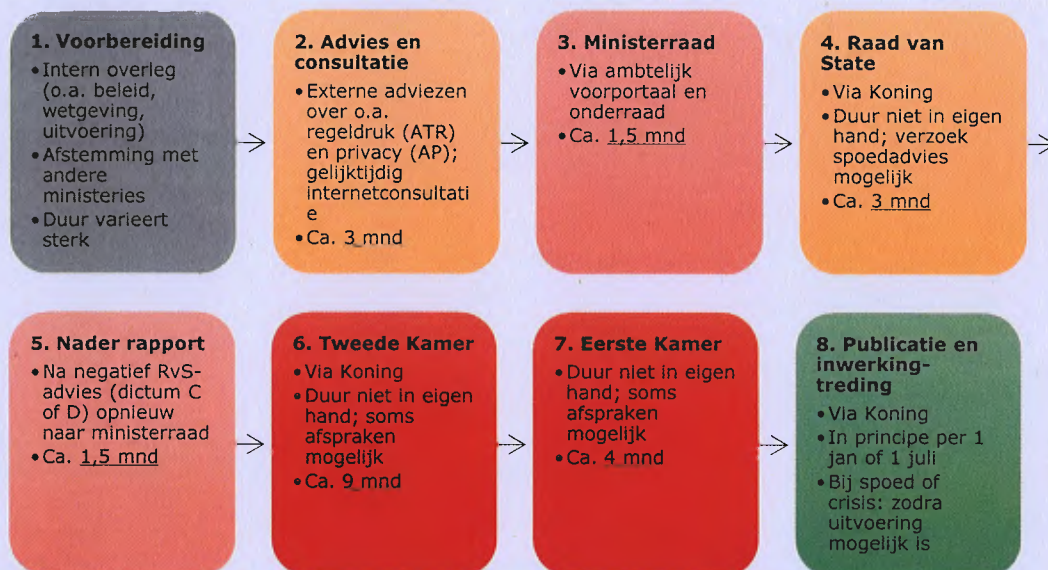 1. Voorbereiding
• Intern overleg
(o.a. beleid,
wetgeving,
uitvoering)
• Afstemming met
andere
ministeries
• Duur varieert
sterk
2. Advies en
consultatie
• Externe adviezen
over o.a.
regeldruk (ATR)
en privacy (AP);
gelijktijdig
internetconsultati
e
• Ca. 3 mnd
3. Ministerraad
• Via ambtelijk
voorportaal en
onderraad
• Ca. 1,5 mnd
4. Raad van
State
• Via Koning
• Duur niet in eigen
hand; verzoek
spoedadvies
mogelijk
• Ca. 3 mnd
5. Nader rapport
• Na negatief RvS-
advies (dictum C
of D) opnieuw
naar ministerraad
• Ca. 1,5 mnd
6. Tweede Kamer
• Via Koning
• Duur niet in eigen
hand; soms
afspraken
mogelijk
• Ca. 9 mnd
7. Eerste Kamer
• Duur niet in eigen
hand; soms
afspraken
mogelijk
• Ca. 4 mnd
8. Publicatie en
inwerking-
treding
• Via Koning
• In principe per 1
jan of 1 juli
• Bij spoed of
crisis: zodra
uitvoering
mogelijk is